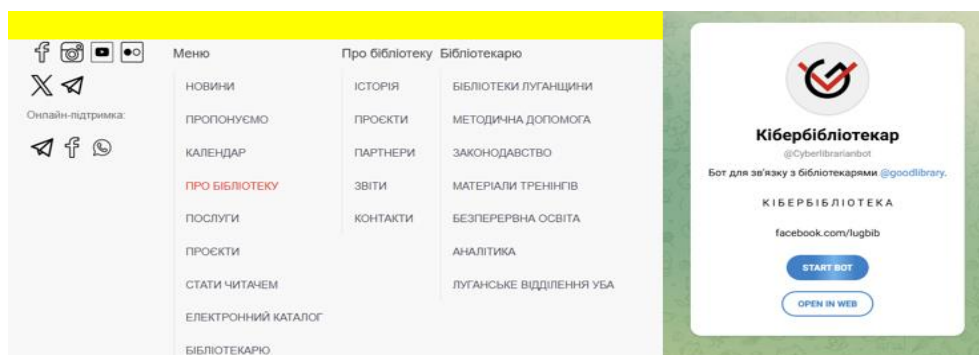 Меню
НОВИНИ
ПРОПОНУЄМО
КАЛЕНДАР
ПРО БІБЛІОТЕКУ
ПОСЛУГИ
ПРОЄКТИ
СТАТИ ЧИТАЧЕМ
ЕЛЕКТРОННИЙ КАТАЛОГ
БІБЛІОТЕКАРЮ
Про бібліотеку
ІСТОРІЯ
ПРОЄКТИ
ПАРТНЕРИ
ЗВІТИ
КОНТАКТИ
Бібліотекарю
БІБЛІОТЕКИ ЛУГАНЩИНИ
МЕТОДИЧНА ДОПОМОГА
ЗАКОНОДАВСТВО
МАТЕРІАЛИ ТРЕНІНГІВ
БЕЗПЕРЕРВНА ОСВІТА
АНАЛІТИКА
ЛУГАНСЬКЕ ВІДДІЛЕННЯ УБА
Онлайн-підтримка:
Кібербібліотекар
@Cyberlibrarianbot
Бот для зв'язку з бібліотекарями @goodlibrary.
КІБЕРБІБЛІОТЕКА
facebook.com/lugbib
START BOT
OPEN IN WEB